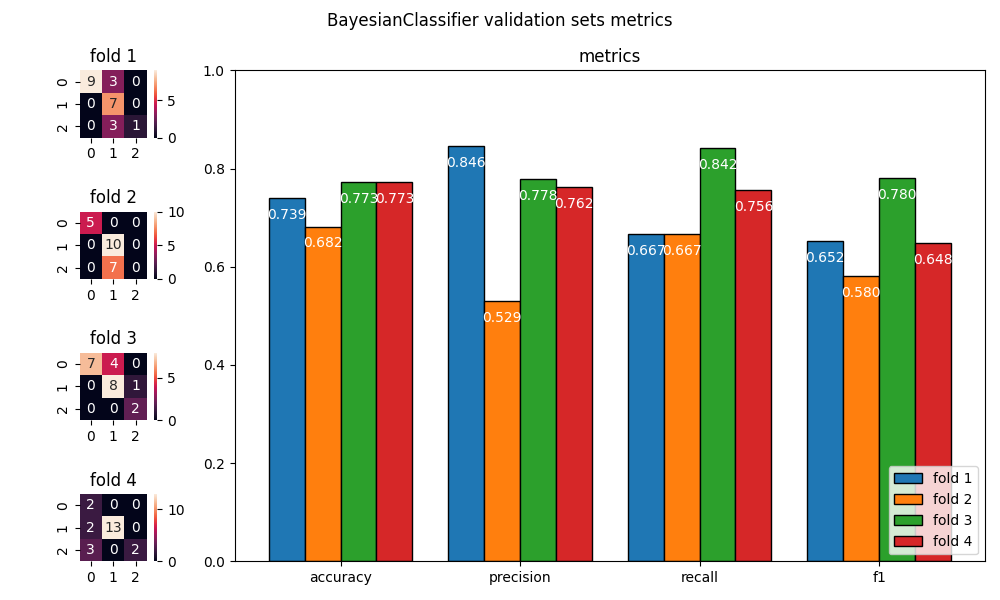 BayesianClassifier validation sets metrics
fold 1
0 9 3 0
1 0 7 0
2 0 3 1
0 1 2
5
0
fold 2
0 5 0 0
1 0 10 0
2 0 7 0
0 1 2
10
5
0
fold 3
0 7 4 0
1 0 8 1
2 0 0 2
0 1 2
5
0
fold 4
0 2 0 0
1 2 13 0
2 3 0 2
0 1 2
10
0
metrics
1.0
0.8
0.6
0.4
0.2
0.0
0.739 0.682 0.773 0.773
0.846 0.529 0.778 0.762
0.667 0.667 0.842 0.756
0.652 0.580 0.780 0.648
accuracy precision recall f1
fold 1
fold 2
fold 3
fold 4